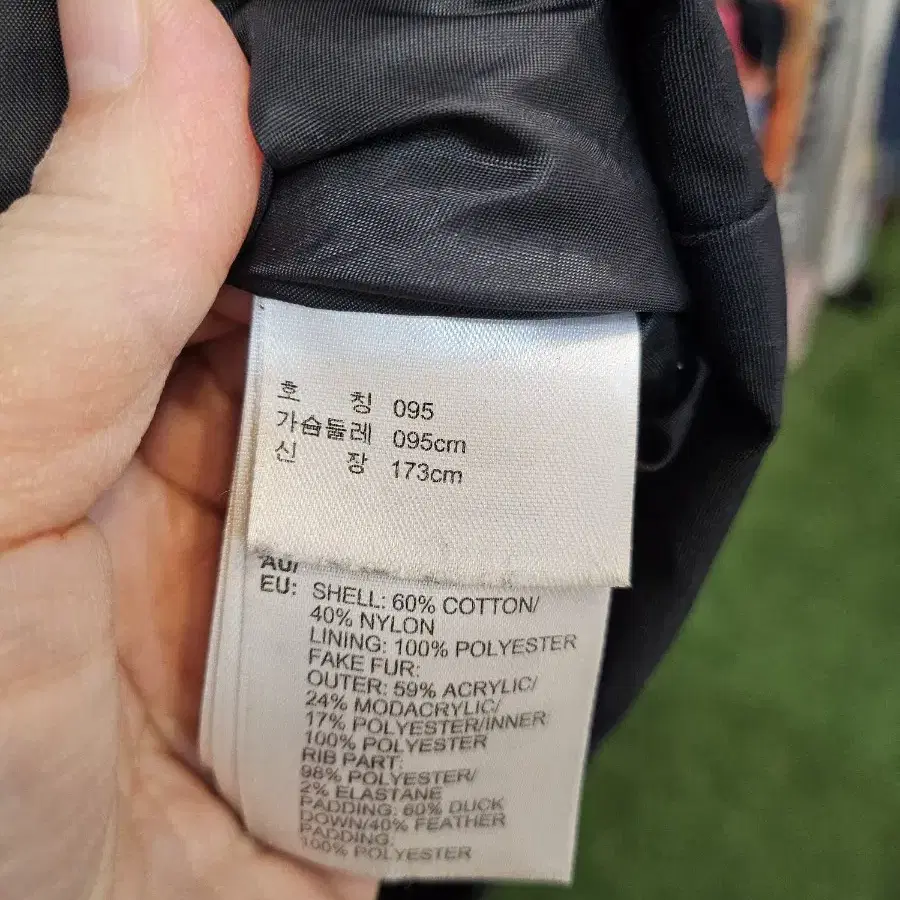 호 칭 095
가슴둘레 095cm
신 장 173cm
AU/
EU: SHELL: 60% COTTON/
40% NYLON
LINING: 100% POLYESTER
FAKE FUR:
OUTER: 59% ACRYLIC/
24% MODACRYLIC/
17% POLYESTER/INNER:
100% POLYESTER
RIB PART:
98% POLYESTER/
2% ELASTANE
PADDING: 60% DUCK
DOWN/40% FEATHER
PADDING:
100% POLYESTER